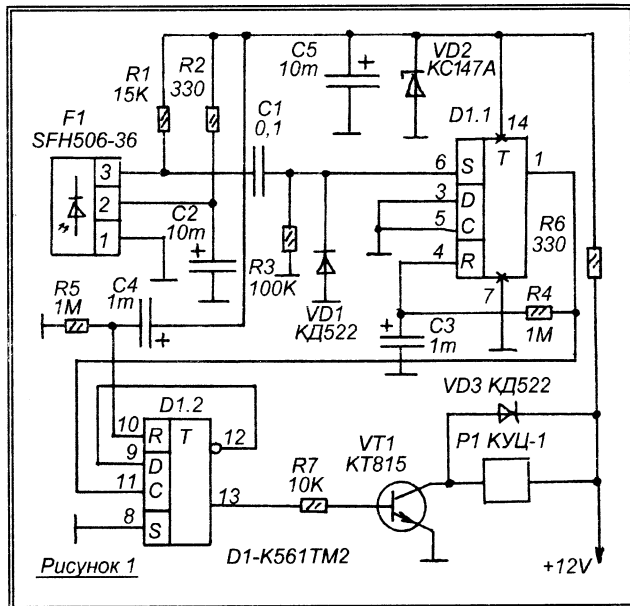 C5
10m
VD2
КС147А
R1
15K
R2
330
D1.1
14
F1
SFH506-36
C1
0,1
3
2
1
6
S
T
1
3
D
5
C
4
R
7
R6
330
C2
10m
R3
100K
VD1
КД522
R5
1M
C4
1m
C3
1m
R4
1M
D1.2
VD3 КД522
10
R
T
12
9
D
11
C
13
8
S
R7
10K
VT1
КТ815
P1 КУЦ-1
D1-К561ТМ2
+12V
Рисунок 1